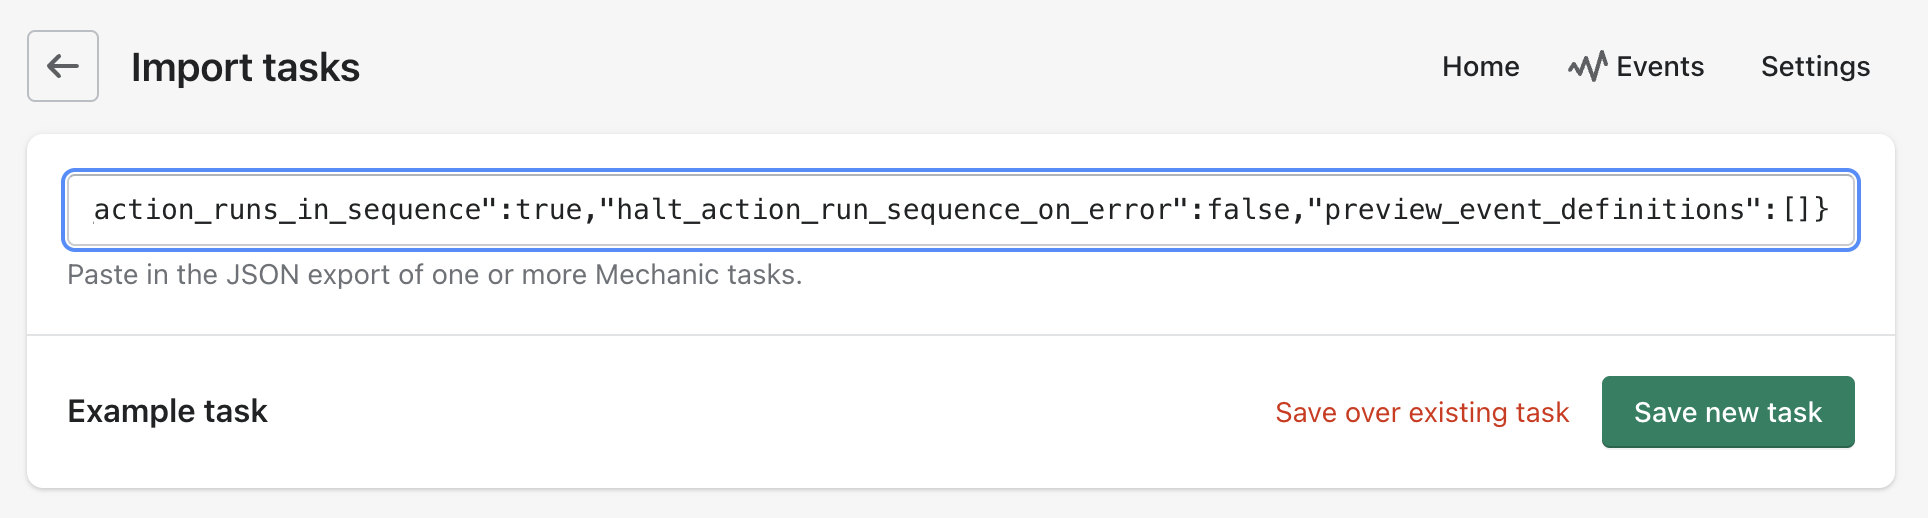 Import tasks
Home
Events
Settings
action_runs_in_sequence":true,"halt_action_run_sequence_on_error":false,"preview_event_definitions":[]}
Paste in the JSON export of one or more Mechanic tasks.
Example task
Save over existing task
Save new task